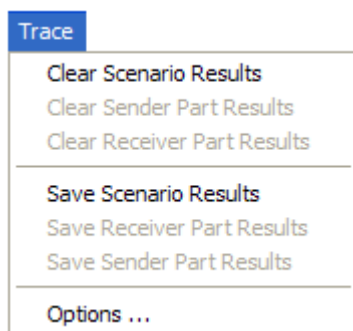 Trace
Clear Scenario Results
Clear Sender Part Results
Clear Receiver Part Results
Save Scenario Results
Save Receiver Part Results
Save Sender Part Results
Options ...